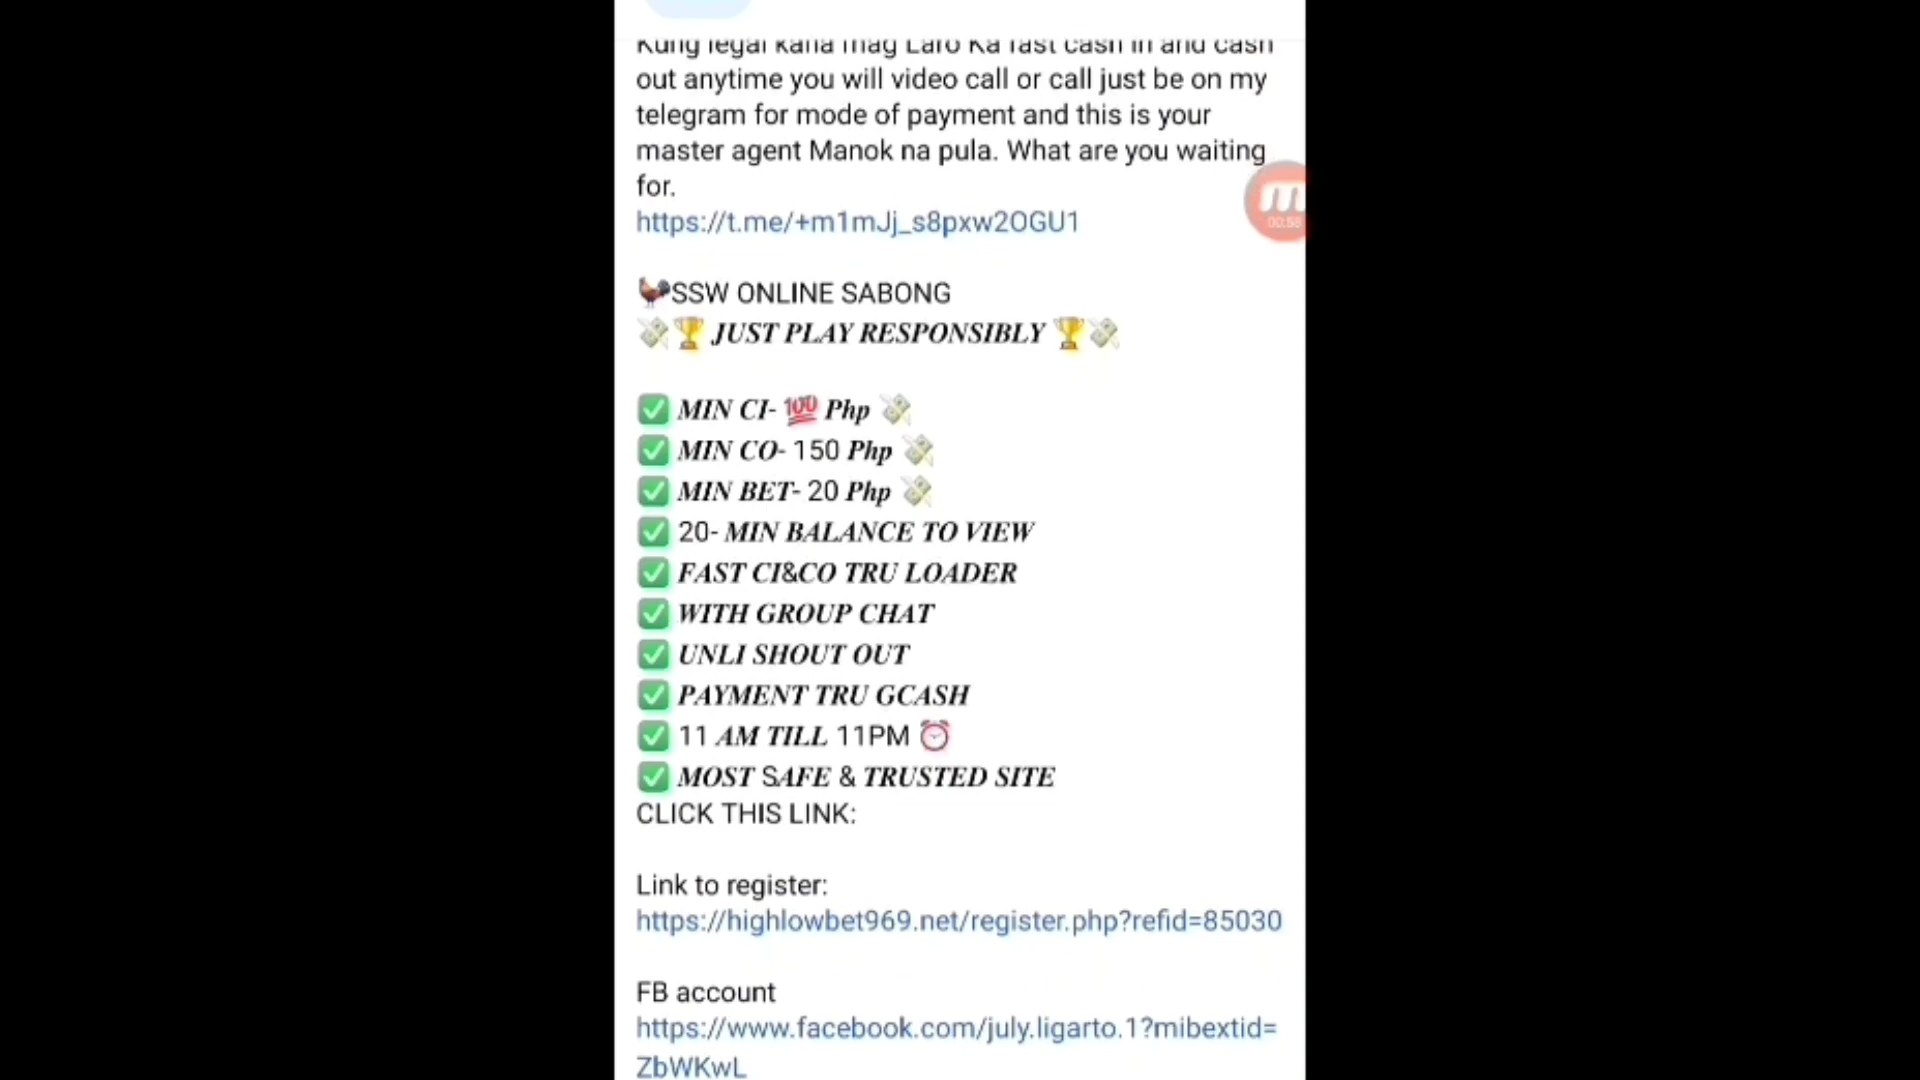 Kung legal kana mag Laro Ka fast cash in and cash
out anytime you will video call or call just be on my
telegram for mode of payment and this is your
master agent Manok na pula. What are you waiting
for.
https://t.me/+m1mJj_s8pxw2OGU1
00:58
🐓SSW ONLINE SABONG
💸🏆 JUST PLAY RESPONSIBLY 🏆💸
✅ MIN CI- 💯 Php 💸
✅ MIN CO- 150 Php 💸
✅ MIN BET- 20 Php 💸
✅ 20- MIN BALANCE TO VIEW
✅ FAST CI&CO TRU LOADER
✅ WITH GROUP CHAT
✅ UNLI SHOUT OUT
✅ PAYMENT TRU GCASH
✅ 11 AM TILL 11PM ⏰
✅ MOST SAFE & TRUSTED SITE
CLICK THIS LINK:
Link to register:
https://highlowbet969.net/register.php?refid=85030
FB account
https://www.facebook.com/july.ligarto.1?mibextid=
ZbWKwL